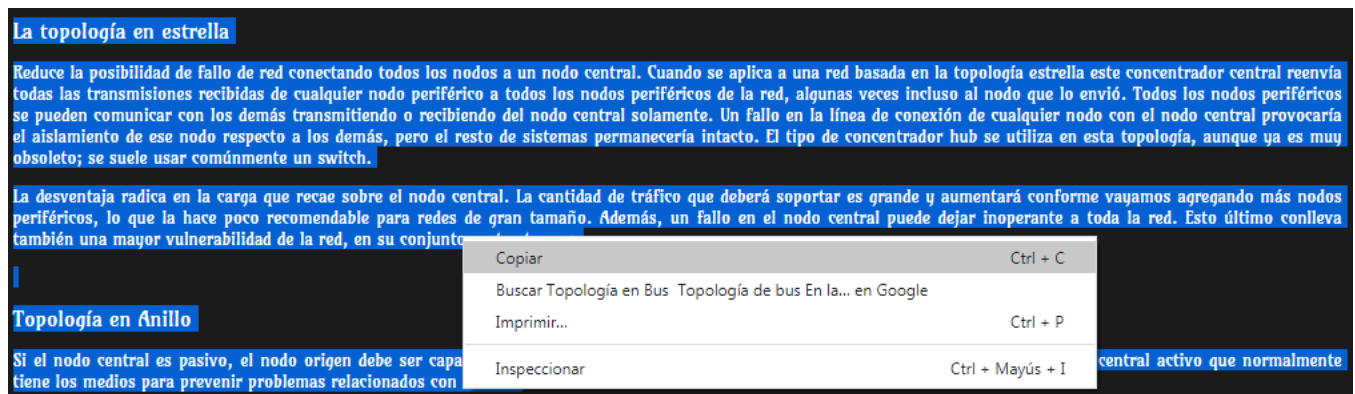 La topología en estrella
Reduce la posibilidad de fallo de red conectando todos los nodos a un nodo central. Cuando se aplica a una red basada en la topología estrella este concentrador central reenvía
todas las transmisiones recibidas de cualquier nodo periférico a todos los nodos periféricos de la red, algunas veces incluso al nodo que lo envió. Todos los nodos periféricos
se pueden comunicar con los demás transmitiendo o recibiendo del nodo central solamente. Un fallo en la línea de conexión de cualquier nodo con el nodo central provocaría
el aislamiento de ese nodo respecto a los demás, pero el resto de sistemas permanecería intacto. El tipo de concentrador hub se utiliza en esta topología, aunque ya es muy
obsoleto; se suele usar comúnmente un switch.
La desventaja radica en la carga que recae sobre el nodo central. La cantidad de tráfico que deberá soportar es grande y aumentará conforme vayamos agregando más nodos
periféricos, lo que la hace poco recomendable para redes de gran tamaño. Además, un fallo en el nodo central puede dejar inoperante a toda la red. Esto último conlleva
también una mayor vulnerabilidad de la red, en su conjunto
Copiar Ctrl + C
Buscar Topología en Bus Topología de bus En la... en Google
Imprimir... Ctrl + P
Inspeccionar Ctrl + Mayús + I
Topología en Anillo
Si el nodo central es pasivo, el nodo origen debe ser capa central activo que normalmente
tiene los medios para prevenir problemas relacionados con